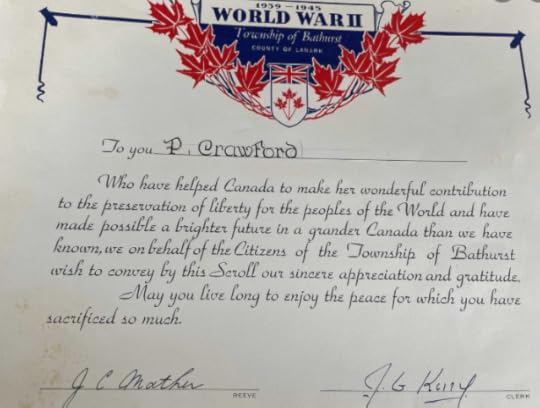 1939 – 1945
WORLD WAR II
Township of Bathurst
COUNTY OF LANARK
To you P. Crawford
Who have helped Canada to make her wonderful contribution
to the preservation of liberty for the peoples of the World and have
made possible a brighter future in a grander Canada than we have
known, we on behalf of the Citizens of the Township of Bathurst
wish to convey by this Scroll our sincere appreciation and gratitude.
May you live long to enjoy the peace for which you have
sacrificed so much.
J C Mather
REEVE
J. G
CLERK